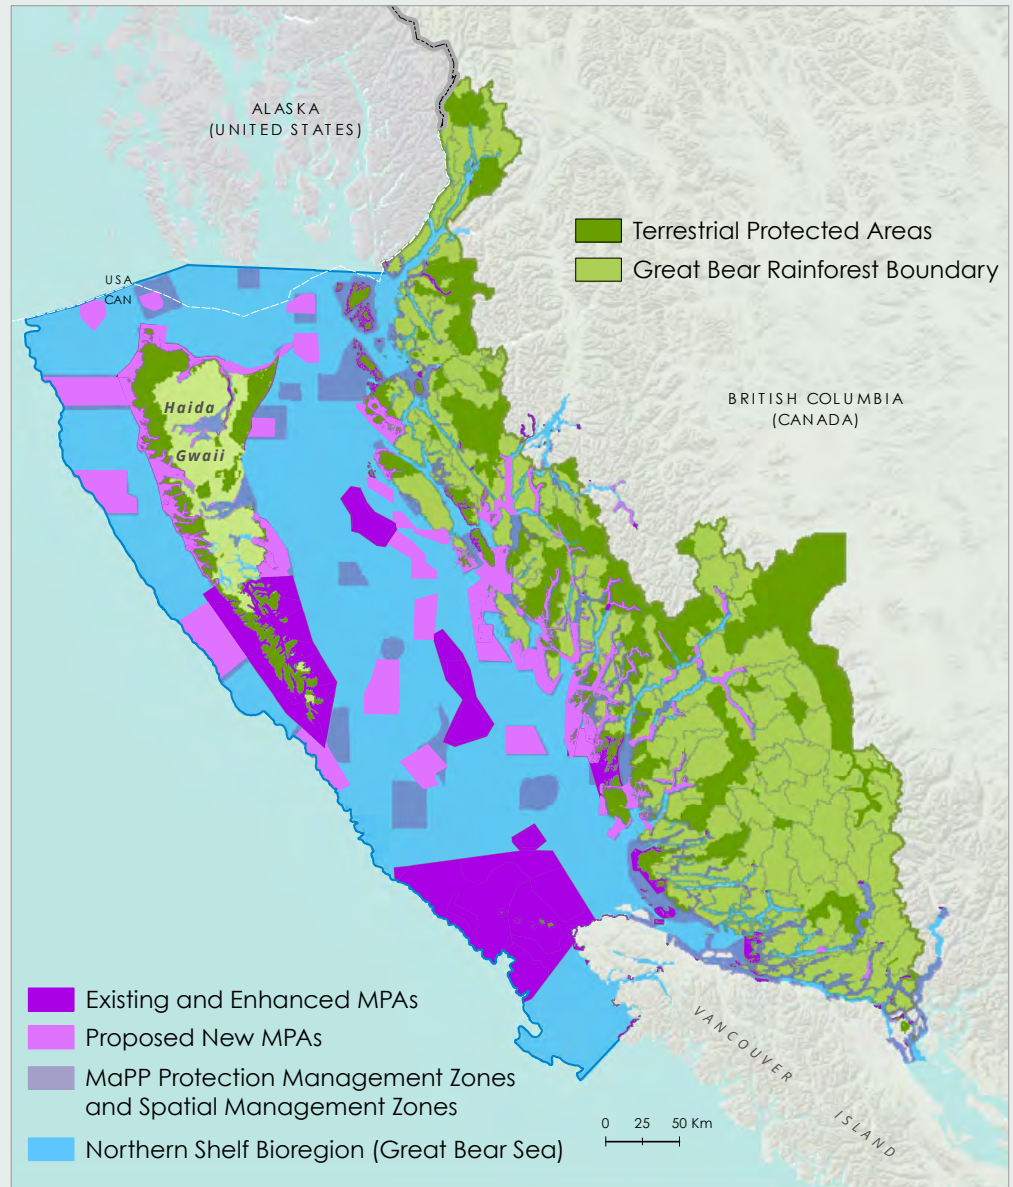 ALASKA
(UNITED STATES)
Terrestrial Protected Areas
Great Bear Rainforest Boundary
USA
CAN
BRITISH COLUMBIA
(CANADA)
Haida
Gwaii
Existing and Enhanced MPAs
Proposed New MPAs
MaPP Protection Management Zones
and Spatial Management Zones
Northern Shelf Bioregion (Great Bear Sea)
VANCOUVER
ISLAND
0 25 50 Km